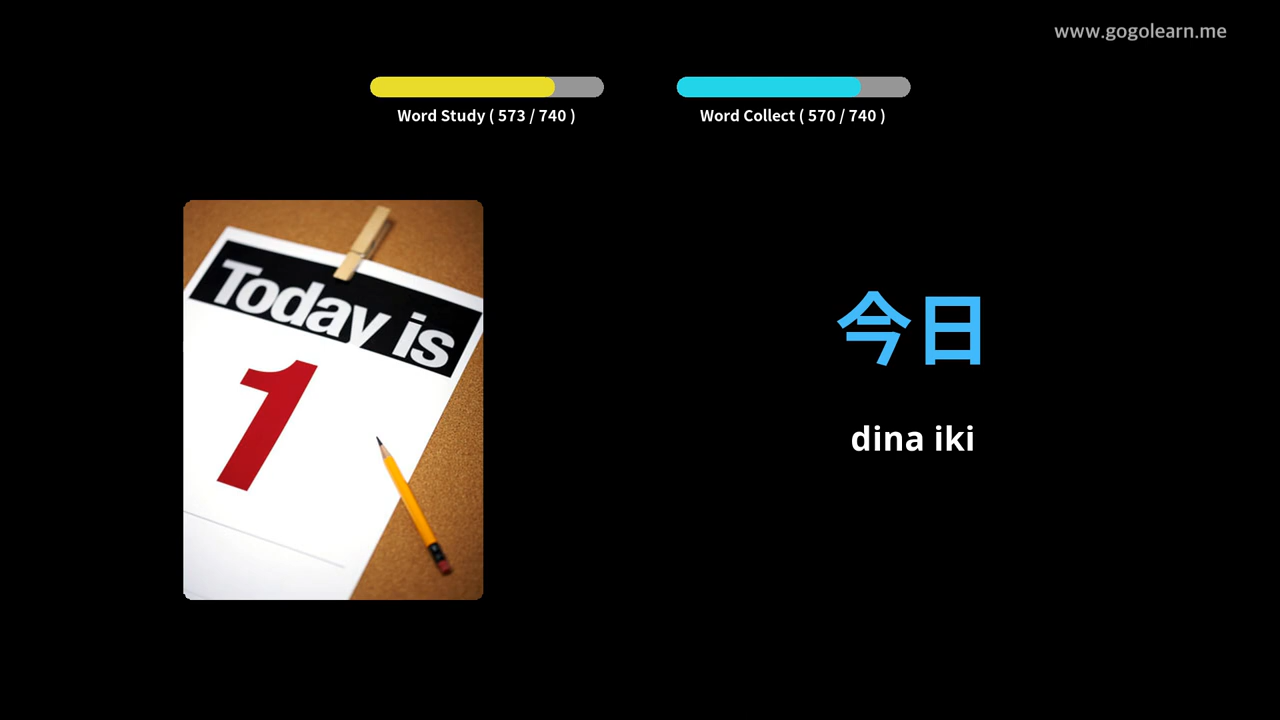 www.gogolearn.me
Word Study ( 573 / 740 )
Word Collect ( 570 / 740 )
Today is
1
今日
dina iki